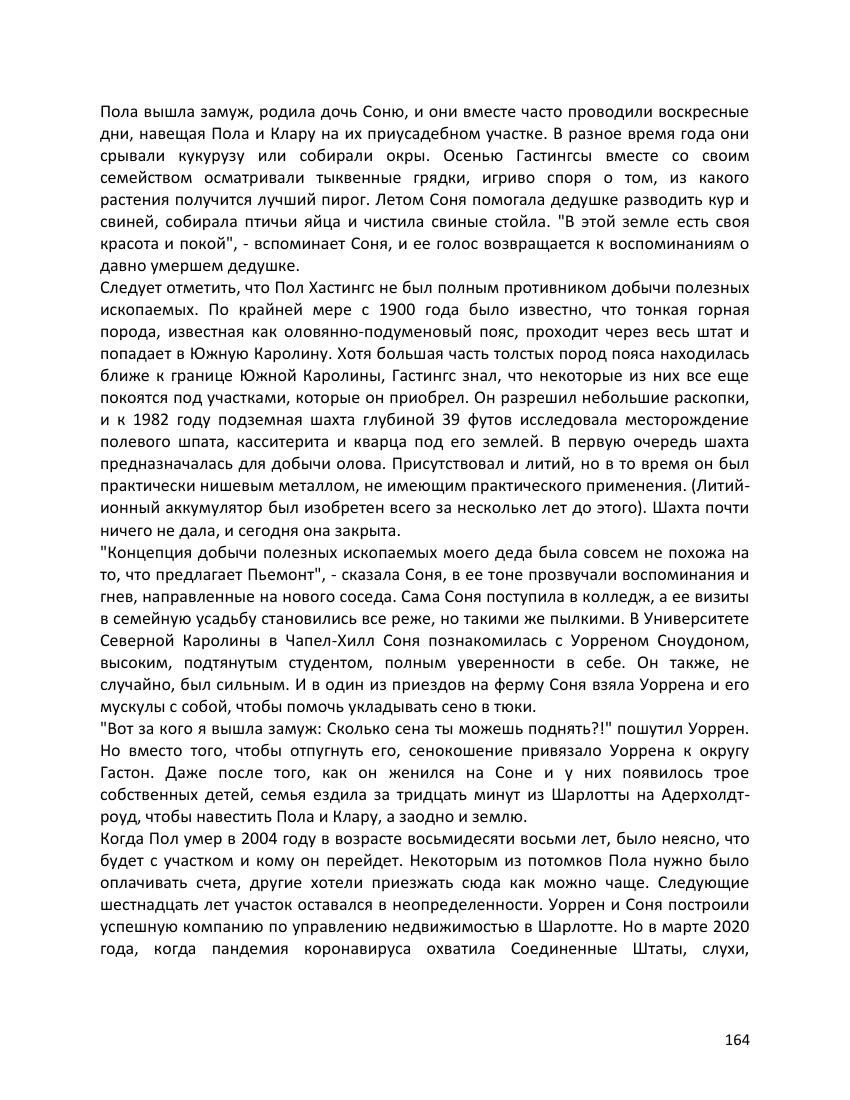 Пола вышла замуж, родила дочь Соню, и они вместе часто проводили воскресные
дни, навещая Пола и Клару на их приусадебном участке. В разное время года они
срывали кукурузу или собирали окры. Осенью Гастингсы вместе со своим
семейством осматривали тыквенные грядки, игриво споря о том, из какого
растения получится лучший пирог. Летом Соня помогала дедушке разводить кур и
свиней, собирала птичьи яйца и чистила свиные стойла. "В этой земле есть своя
красота и покой", - вспоминает Соня, и ее голос возвращается к воспоминаниям о
давно умершем дедушке.
Следует отметить, что Пол Хастингс не был полным противником добычи полезных
ископаемых. По крайней мере с 1900 года было известно, что тонкая горная
порода, известная как оловянно-подуменовый пояс, проходит через весь штат и
попадает в Южную Каролину. Хотя большая часть толстых пород пояса находилась
ближе к границе Южной Каролины, Гастингс знал, что некоторые из них все еще
покоятся под участками, которые он приобрел. Он разрешил небольшие раскопки,
и к 1982 году подземная шахта глубиной 39 футов исследовала месторождение
полевого шпата, касситерита и кварца под его землей. В первую очередь шахта
предназначалась для добычи олова. Присутствовал и литий, но в то время он был
практически нишевым металлом, не имеющим практического применения. (Литий-
ионный аккумулятор был изобретен всего за несколько лет до этого). Шахта почти
ничего не дала, и сегодня она закрыта.
"Концепция добычи полезных ископаемых моего деда была совсем не похожа на
то, что предлагает Пьемонт", - сказала Соня, в ее тоне прозвучали воспоминания и
гнев, направленные на нового соседа. Сама Соня поступила в колледж, а ее визиты
в семейную усадьбу становились все реже, но такими же пылкими. В Университете
Северной Каролины в Чапел-Хилл Соня познакомилась с Уорреном Сноудоном,
высоким, подтянутым студентом, полным уверенности в себе. Он также, не
случайно, был сильным. И в один из приездов на ферму Соня взяла Уоррена и его
мускулы с собой, чтобы помочь укладывать сено в тюки.
"Вот за кого я вышла замуж: Сколько сена ты можешь поднять?!" пошутил Уоррен.
Но вместо того, чтобы отпугнуть его, сенокошение привязало Уоррена к округу
Гастон. Даже после того, как он женился на Соне и у них появилось трое
собственных детей, семья ездила за тридцать минут из Шарлотты на Адерхолдт-
роуд, чтобы навестить Пола и Клару, а заодно и землю.
Когда Пол умер в 2004 году в возрасте восьмидесяти восьми лет, было неясно, что
будет с участком и кому он перейдет. Некоторым из потомков Пола нужно было
оплачивать счета, другие хотели приезжать сюда как можно чаще. Следующие
шестнадцать лет участок оставался в неопределенности. Уоррен и Соня построили
успешную компанию по управлению недвижимостью в Шарлотте. Но в марте 2020
года, когда пандемия коронавируса охватила Соединенные Штаты, слухи,
164